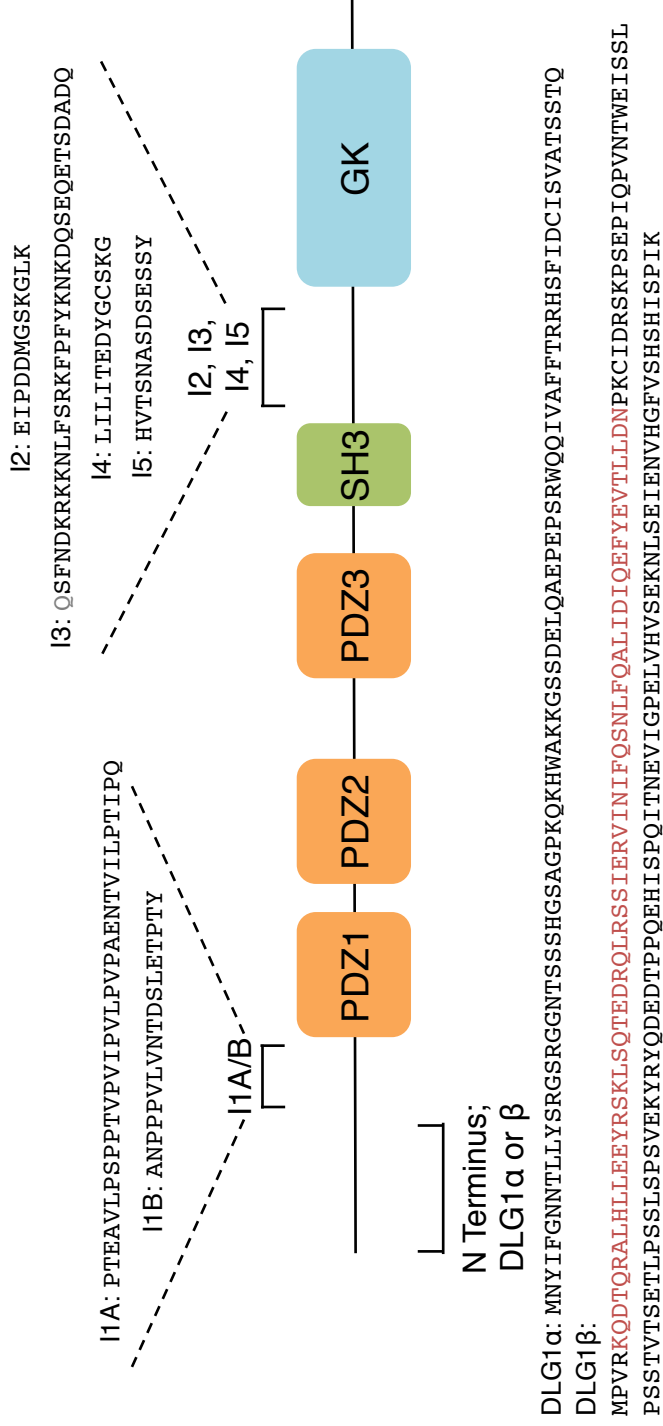 I2: EIPDDMGSKGLK
I3: QSFNDKRKKNLFSRKFPFYKNKDQSEQETSDADQ
I4: LILITEDYGCSKG
I5: HVTSNASDSESSY
I1A: PTEAVLPSPPTVPVIPVLPVPAENTVILPTIPQ
I1B: ANPPPVLVNTDSLETPTY
I1A/B
I2, I3,
I4, I5
PDZ1
PDZ2
PDZ3
SH3
GK
N Terminus;
DLG1α or β
DLG1α: MNYIFGNNTLLYSRGSRGGNTSSSHGSAGPKQKHWAKKGSSDELQAEPEPSRWQQIVAFFTRRHSFIDCISVATSSTQ
DLG1β:
MPVRKQDTQRALHLLEEYRSKLSQTEDRQLRSSIERVINIFQSNLFQALIDIQEFYEVTLLDNPKCIDRSKPSEPIQPVNTWEISSL
PSSTVTSETLPSSLSPSVEKYRYQDEDTPPQEHISPQITNEVIGPELVHVSEKNLSEIENVHGFVSHSHISPIK